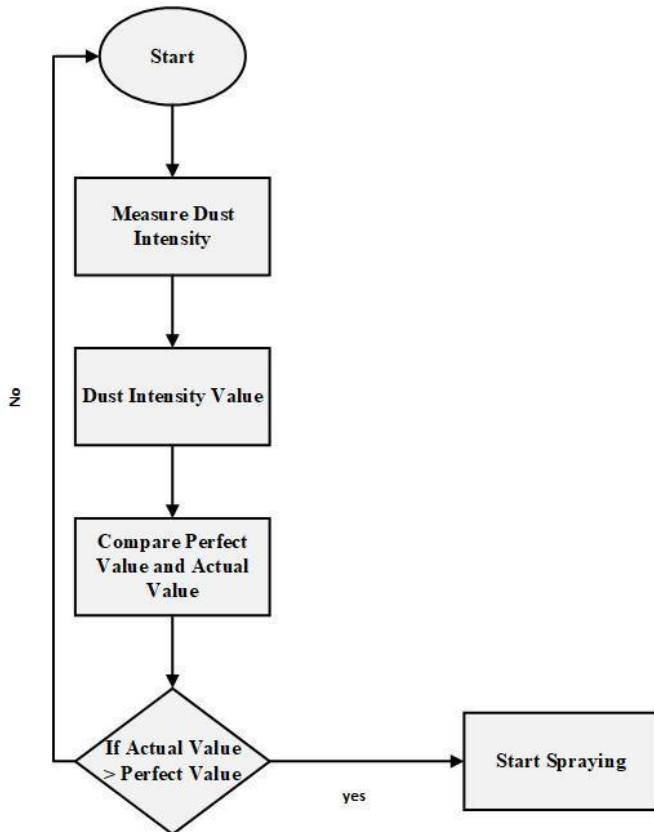 Start
Measure Dust
Intensity
Dust Intensity Value
Compare Perfect
Value and Actual
Value
If Actual Value
> Perfect Value
No
yes
Start Spraying